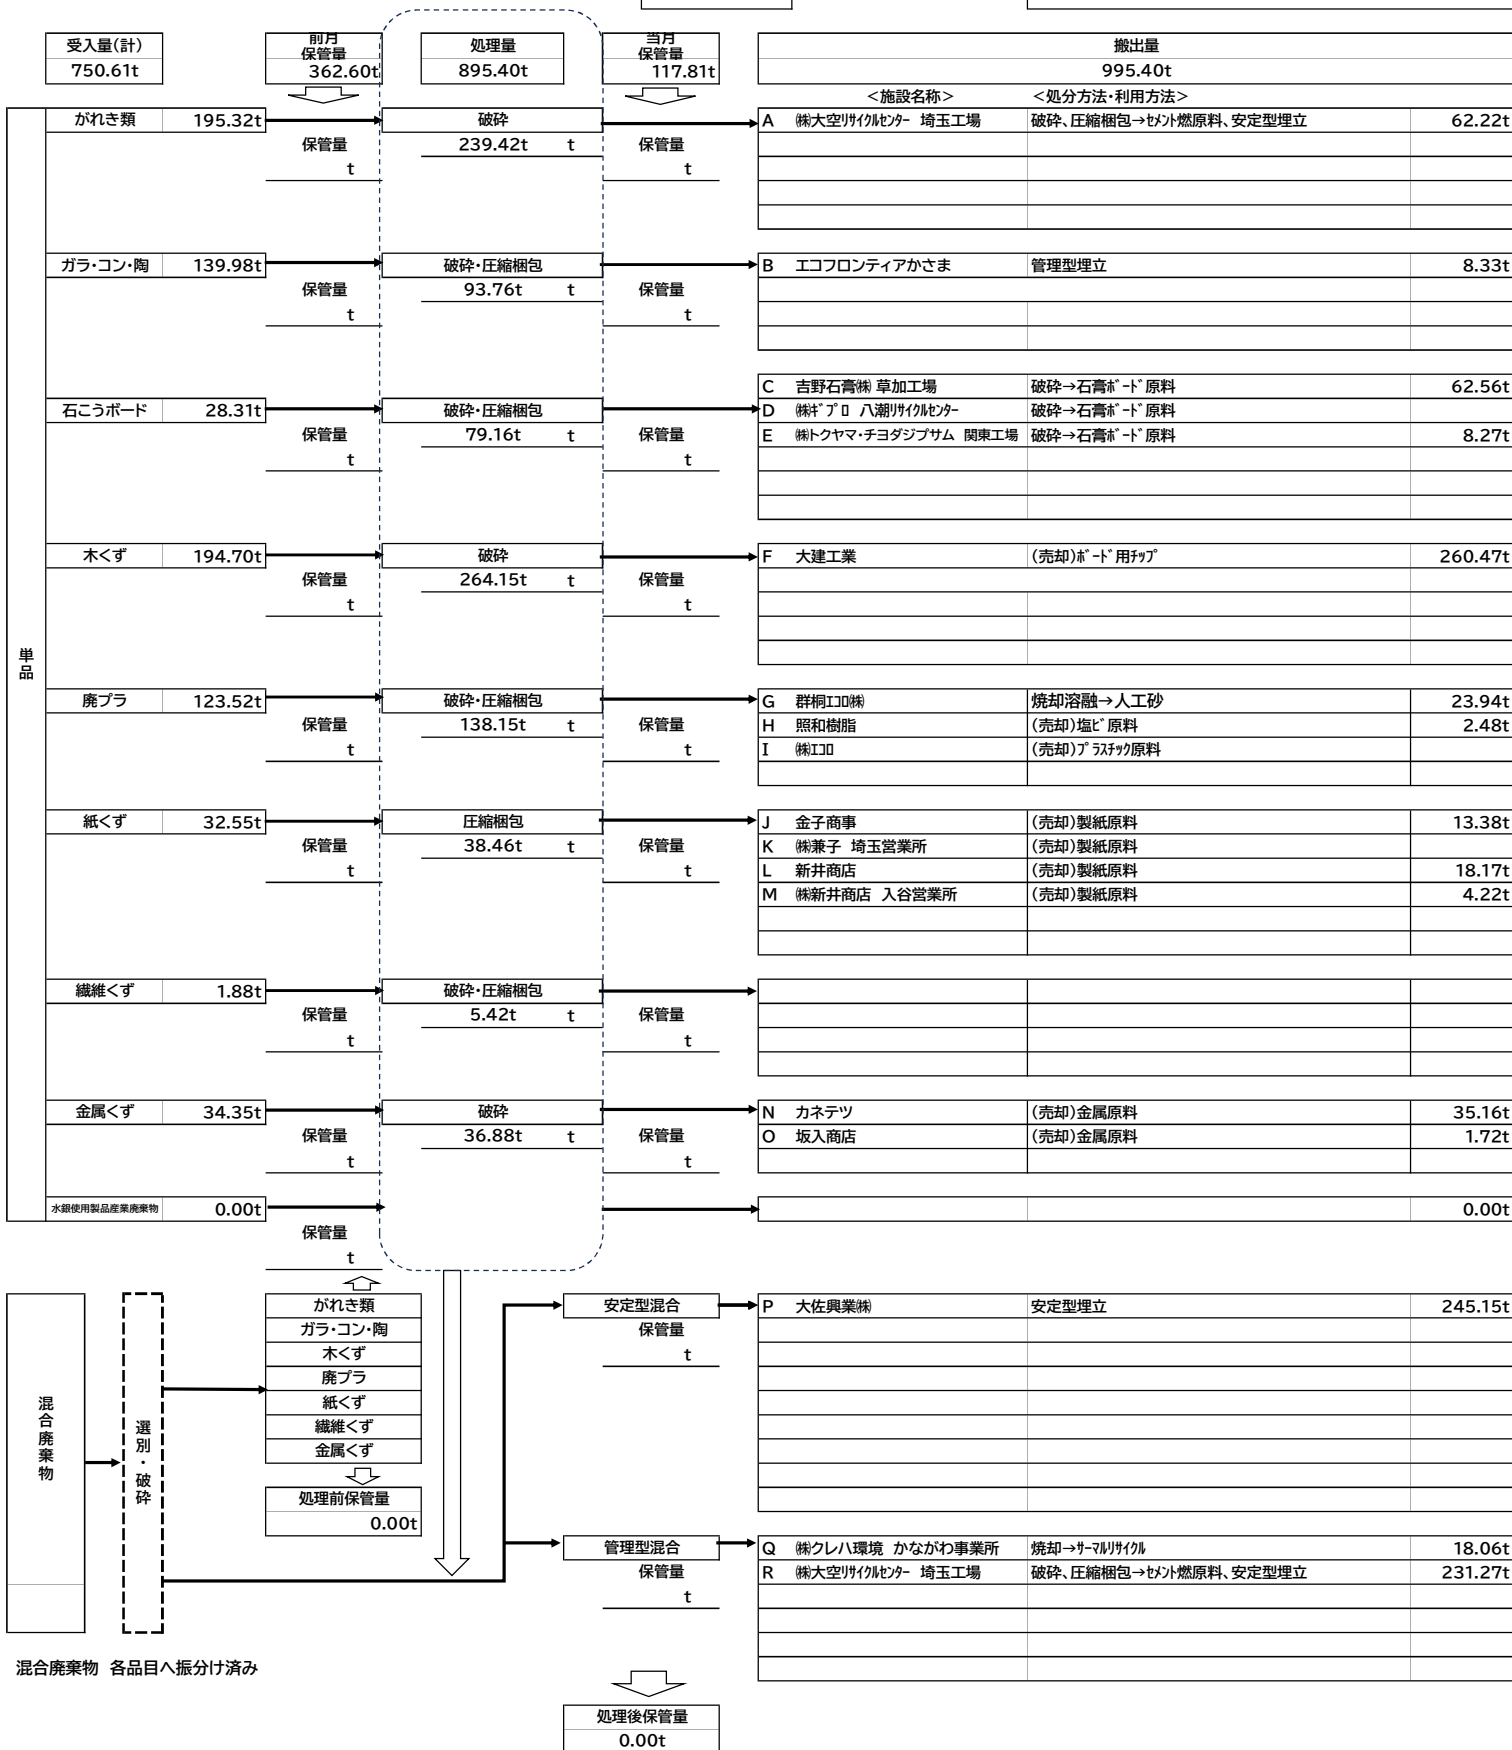 受入量(計)
750.61t
前月
保管量
362.60t
処理量
895.40t
当月
保管量
117.81t
搬出量
995.40t
<施設名称> <処分方法・利用方法>
単品
がれき類 195.32t 破砕 A ㈱大空ﾘｻｲｸﾙｾﾝﾀｰ 埼玉工場 破砕、圧縮梱包→ｾﾒﾝﾄ燃原料、安定型埋立 62.22t
保管量 239.42t t 保管量
t t
ガラ・コン・陶 139.98t 破砕・圧縮梱包 B エコフロンティアかさま 管理型埋立 8.33t
保管量 93.76t t 保管量
t t
C 吉野石膏㈱ 草加工場 破砕→石膏ﾎﾞｰﾄﾞ原料 62.56t
石こうボード 28.31t 破砕・圧縮梱包 D ㈱ｷﾞﾌﾟﾛ 八潮ﾘｻｲｸﾙｾﾝﾀｰ 破砕→石膏ﾎﾞｰﾄﾞ原料
保管量 79.16t t 保管量 E ㈱トクヤマ・チヨダジプサム 関東工場 破砕→石膏ﾎﾞｰﾄﾞ原料 8.27t
t t
木くず 194.70t 破砕 F 大建工業 (売却)ﾎﾞｰﾄﾞ用ﾁｯﾌﾟ 260.47t
保管量 264.15t t 保管量
t t
廃プラ 123.52t 破砕・圧縮梱包 G 群桐ｴｺﾛ㈱ 焼却溶融→人工砂 23.94t
保管量 138.15t t 保管量 H 照和樹脂 (売却)塩ﾋﾞ原料 2.48t
t t I ㈱ｴｺﾛ (売却)ﾌﾟﾗｽﾁｯｸ原料
紙くず 32.55t 圧縮梱包 J 金子商事 (売却)製紙原料 13.38t
保管量 38.46t t 保管量 K ㈱兼子 埼玉営業所 (売却)製紙原料
t t L 新井商店 (売却)製紙原料 18.17t
M ㈱新井商店 入谷営業所 (売却)製紙原料 4.22t
繊維くず 1.88t 破砕・圧縮梱包
保管量 5.42t t 保管量
t t
金属くず 34.35t 破砕 N カネテツ (売却)金属原料 35.16t
保管量 36.88t t 保管量 O 坂入商店 (売却)金属原料 1.72t
t t
水銀使用製品産業廃棄物 0.00t 0.00t
保管量
t
混合廃棄物
選別・破砕
がれき類
ガラ・コン・陶
木くず
廃プラ
紙くず
繊維くず
金属くず
処理前保管量
0.00t
安定型混合 P 大佐興業㈱ 安定型埋立 245.15t
保管量
t
管理型混合 Q ㈱クレハ環境 かながわ事業所 焼却→ｻｰﾏﾙﾘｻｲｸﾙ 18.06t
保管量 R ㈱大空ﾘｻｲｸﾙｾﾝﾀｰ 埼玉工場 破砕、圧縮梱包→ｾﾒﾝﾄ燃原料、安定型埋立 231.27t
t
混合廃棄物 各品目へ振分け済み
処理後保管量
0.00t